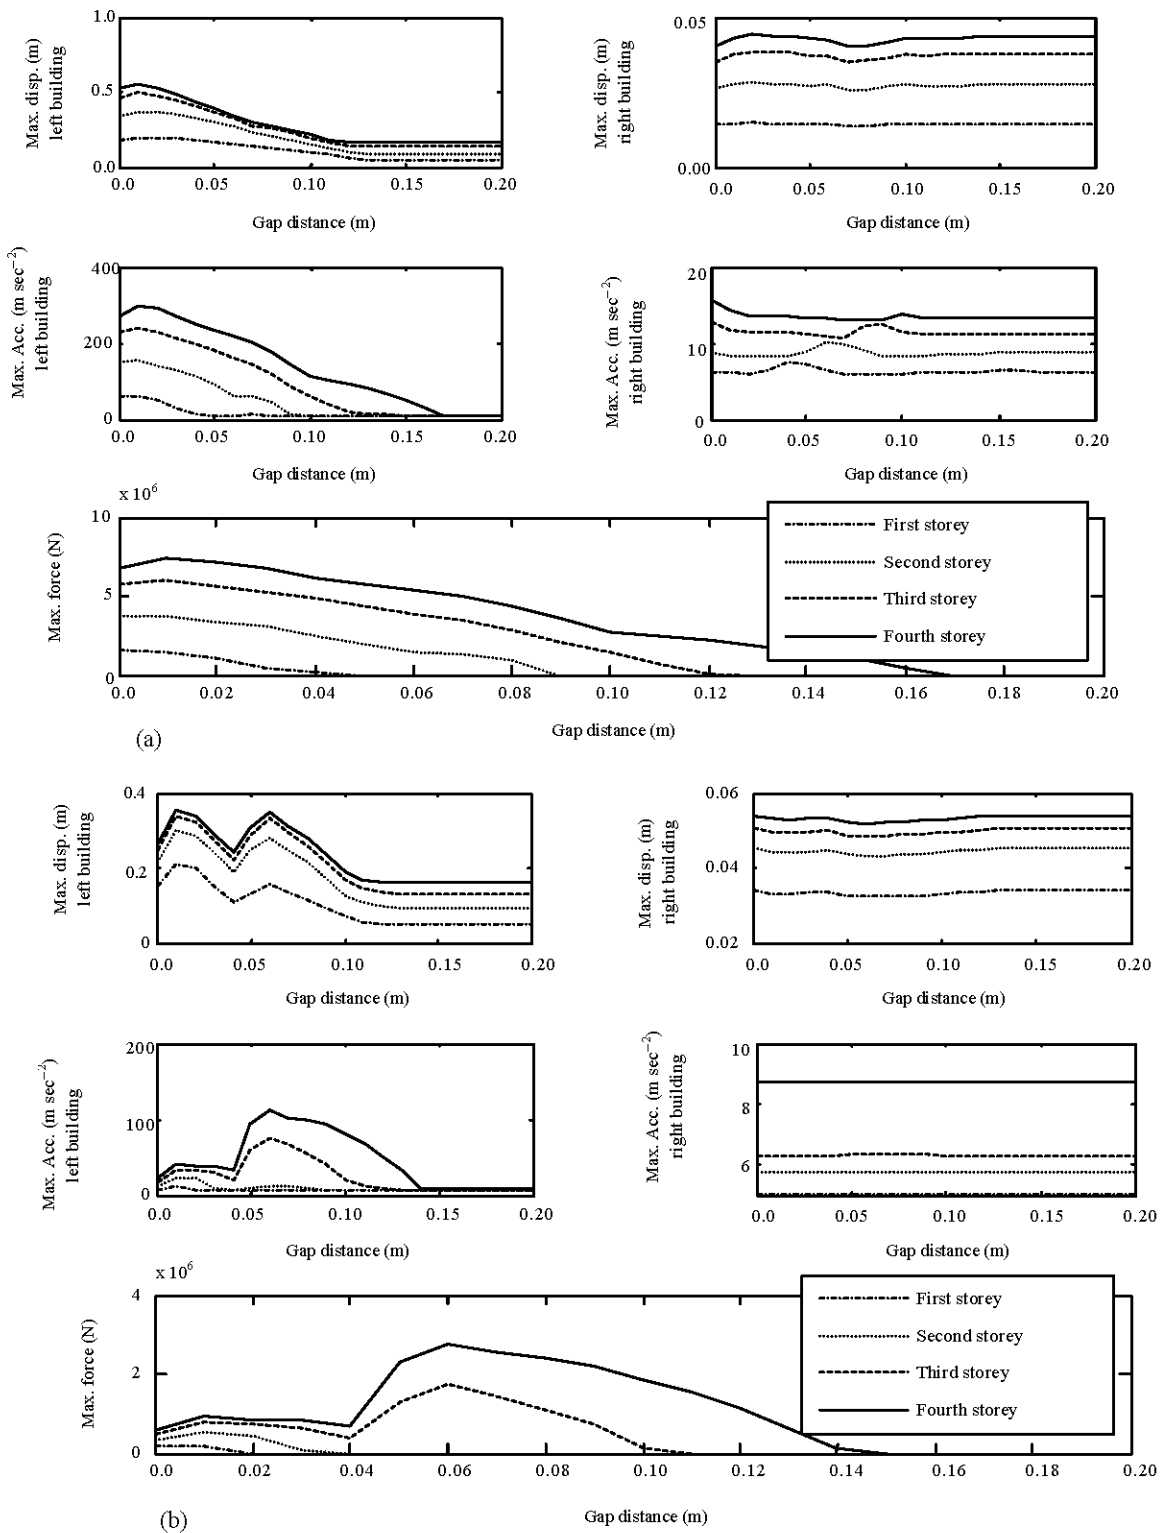 1.0
0.5
0.0
Max. disp. (m)
left building
0.0 0.05 0.10 0.15 0.20
Gap distance (m)
0.05
0.00
Max. disp. (m)
right building
0.0 0.05 0.10 0.15 0.20
Gap distance (m)
400
200
0
Max. Acc. (m sec⁻²)
left building
0.0 0.05 0.10 0.15 0.20
Gap distance (m)
20
10
0
Max. Acc. (m sec⁻²)
right building
0.0 0.05 0.10 0.15 0.20
Gap distance (m)
x 10⁶
10
5
0
Max. force (N)
First storey
Second storey
Third storey
Fourth storey
0.0 0.02 0.04 0.06 0.08 0.10 0.12 0.14 0.16 0.18 0.20
Gap distance (m)
(a)
0.4
0.2
0
Max. disp. (m)
left building
0.0 0.05 0.10 0.15 0.20
Gap distance (m)
0.06
0.04
0.02
Max. disp. (m)
right building
0.0 0.05 0.10 0.15 0.20
Gap distance (m)
200
100
0
Max. Acc. (m sec⁻²)
left building
0.0 0.05 0.10 0.15 0.20
Gap distance (m)
10
8
6
Max. Acc. (m sec⁻²)
right building
0.0 0.05 0.10 0.15 0.20
Gap distance (m)
x 10⁶
4
2
0
Max. force (N)
First storey
Second storey
Third storey
Fourth storey
0.0 0.02 0.04 0.06 0.08 0.10 0.12 0.14 0.16 0.18 0.20
Gap distance (m)
(b)